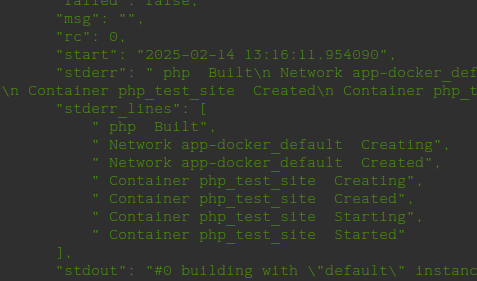 "failed": false,
"msg": "",
"rc": 0,
"start": "2025-02-14 13:16:11.954090",
"stderr": " php  Built\n Network app-docker_def
\n Container php_test_site  Created\n Container php_t
"stderr_lines": [
" php  Built",
" Network app-docker_default  Creating",
" Network app-docker_default  Created",
" Container php_test_site  Creating",
" Container php_test_site  Created",
" Container php_test_site  Starting",
" Container php_test_site  Started"
],
"stdout": "#0 building with \"default\" instanc